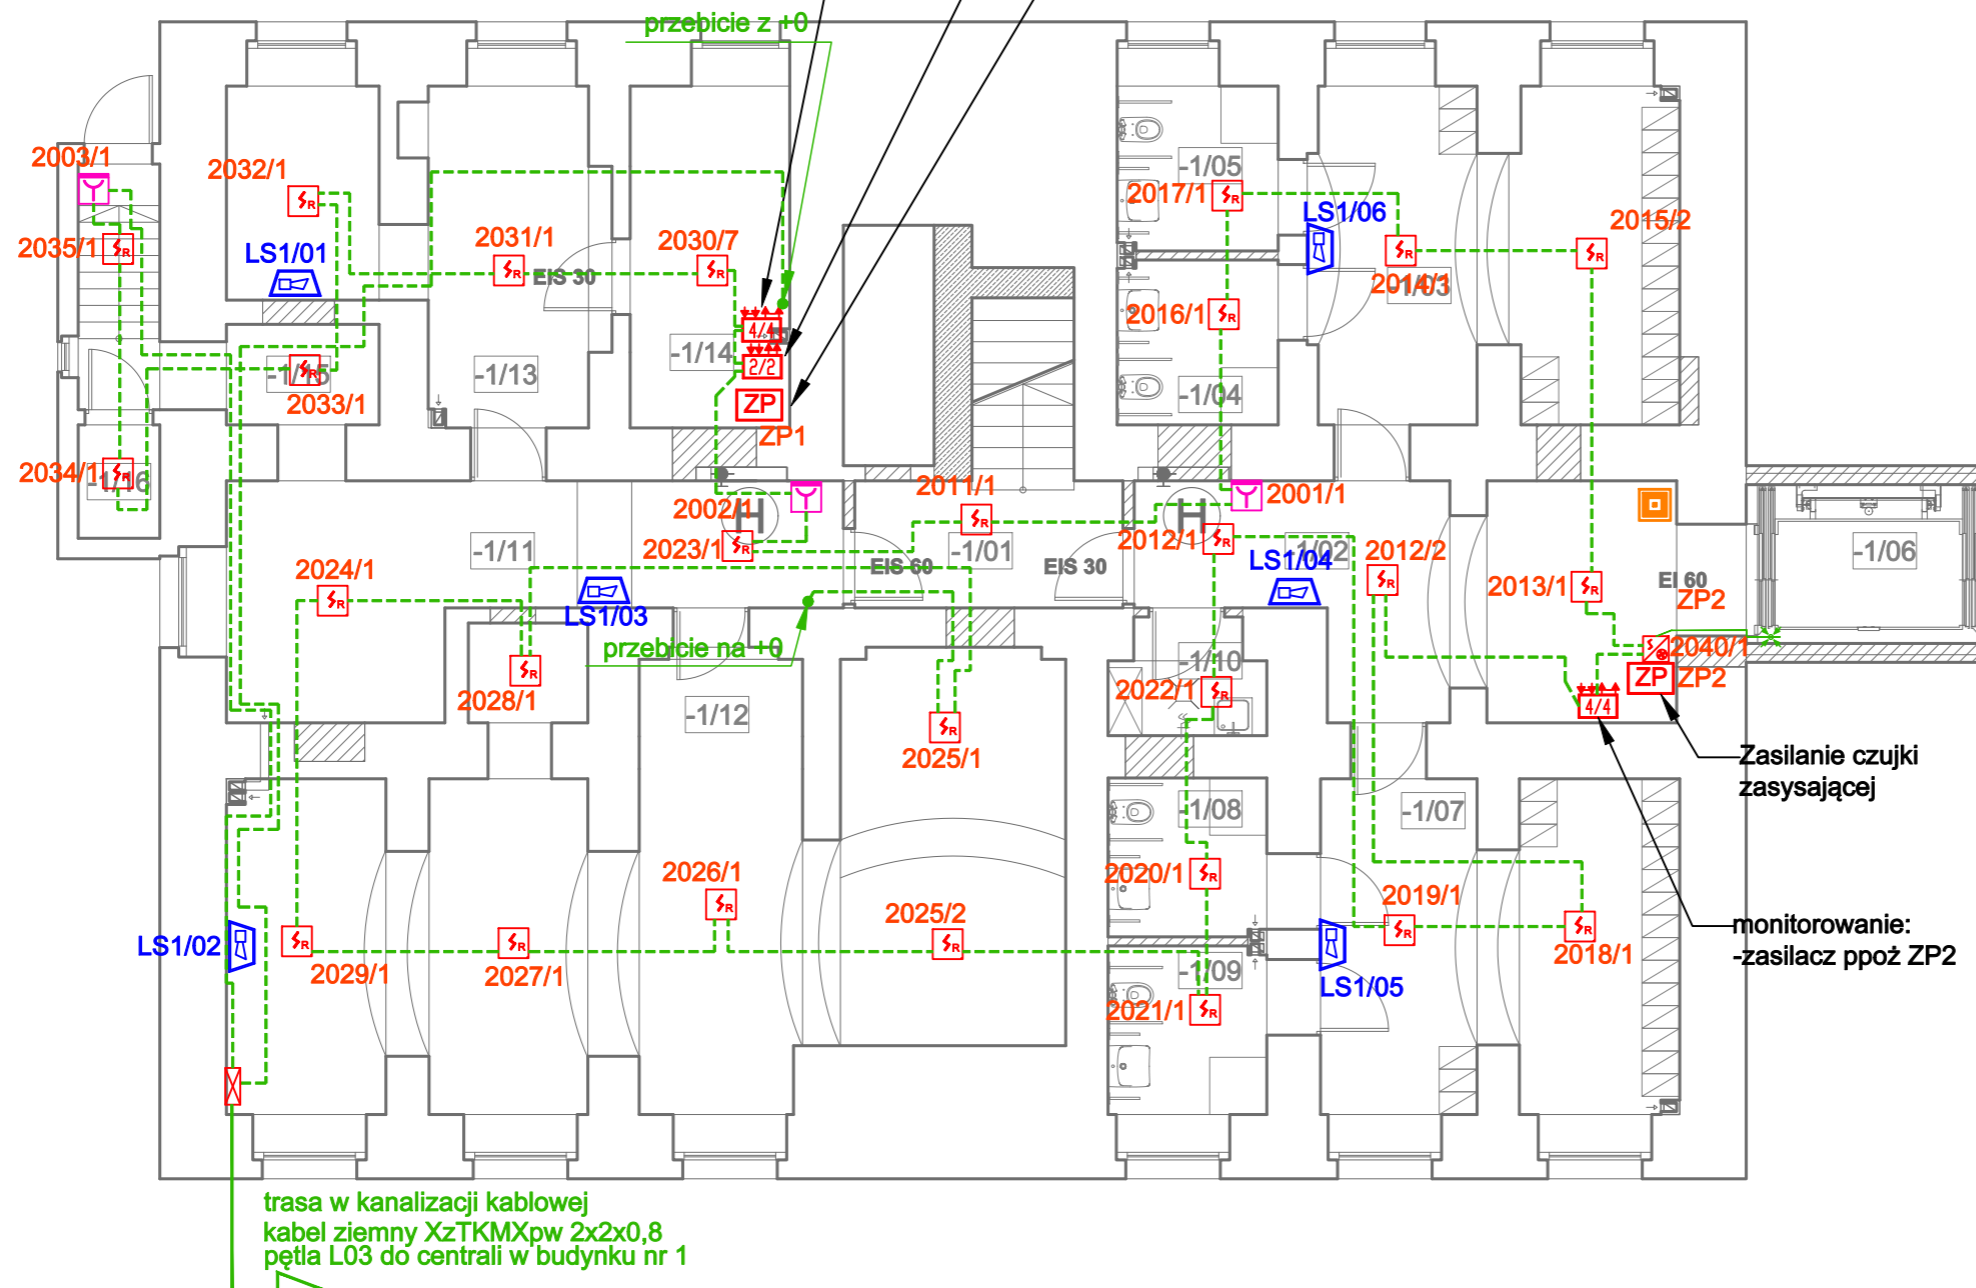 przebicie z +0
2003/1
2032/1
2035/1
LS1/01
2031/1
EIS 30
2030/7
-1/05
2017/1
LS1/06
2015/2
2014/1
-1/03
2016/1
-1/04
4/4
2/2
ZP
ZP1
-1/14
-1/13
-1/15
2033/1
2034/1
-1/16
2002/1
H
2023/1
-1/11
2011/1
-1/01
EIS 60
EIS 30
2001/1
H
2012/1
-1/02
LS1/04
2012/2
2013/1
EI 60
ZP2
-1/06
2024/1
LS1/03
przebicie na +0
2028/1
-1/12
2025/1
-1/10
2022/1
2040/1
ZP
ZP2
4/4
Zasilanie czujki
zasysającej
-1/08
2020/1
-1/07
2026/1
2025/2
2019/1
2018/1
monitorowanie:
-zasilacz ppoż ZP2
LS1/02
2029/1
2027/1
-1/09
2021/1
LS1/05
trasa w kanalizacji kablowej
kabel ziemny XzTKMXpw 2x2x0,8
pętla L03 do centrali w budynku nr 1